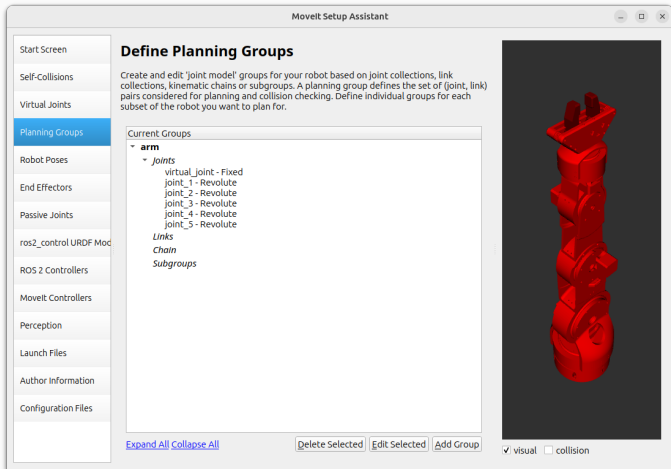 MoveIt Setup Assistant
Start Screen
Self-Collisions
Virtual Joints
Planning Groups
Robot Poses
End Effectors
Passive Joints
ros2_control URDF Mod
ROS 2 Controllers
MoveIt Controllers
Perception
Launch Files
Author Information
Configuration Files
Define Planning Groups
Create and edit 'joint model' groups for your robot based on joint collections, link
collections, kinematic chains or subgroups. A planning group defines the set of (joint, link)
pairs considered for planning and collision checking. Define individual groups for each
subset of the robot you want to plan for.
Current Groups
arm
Joints
virtual_joint - Fixed
joint_1 - Revolute
joint_2 - Revolute
joint_3 - Revolute
joint_4 - Revolute
joint_5 - Revolute
Links
Chain
Subgroups
Expand All Collapse All
Delete Selected
Edit Selected
Add Group
visual
collision